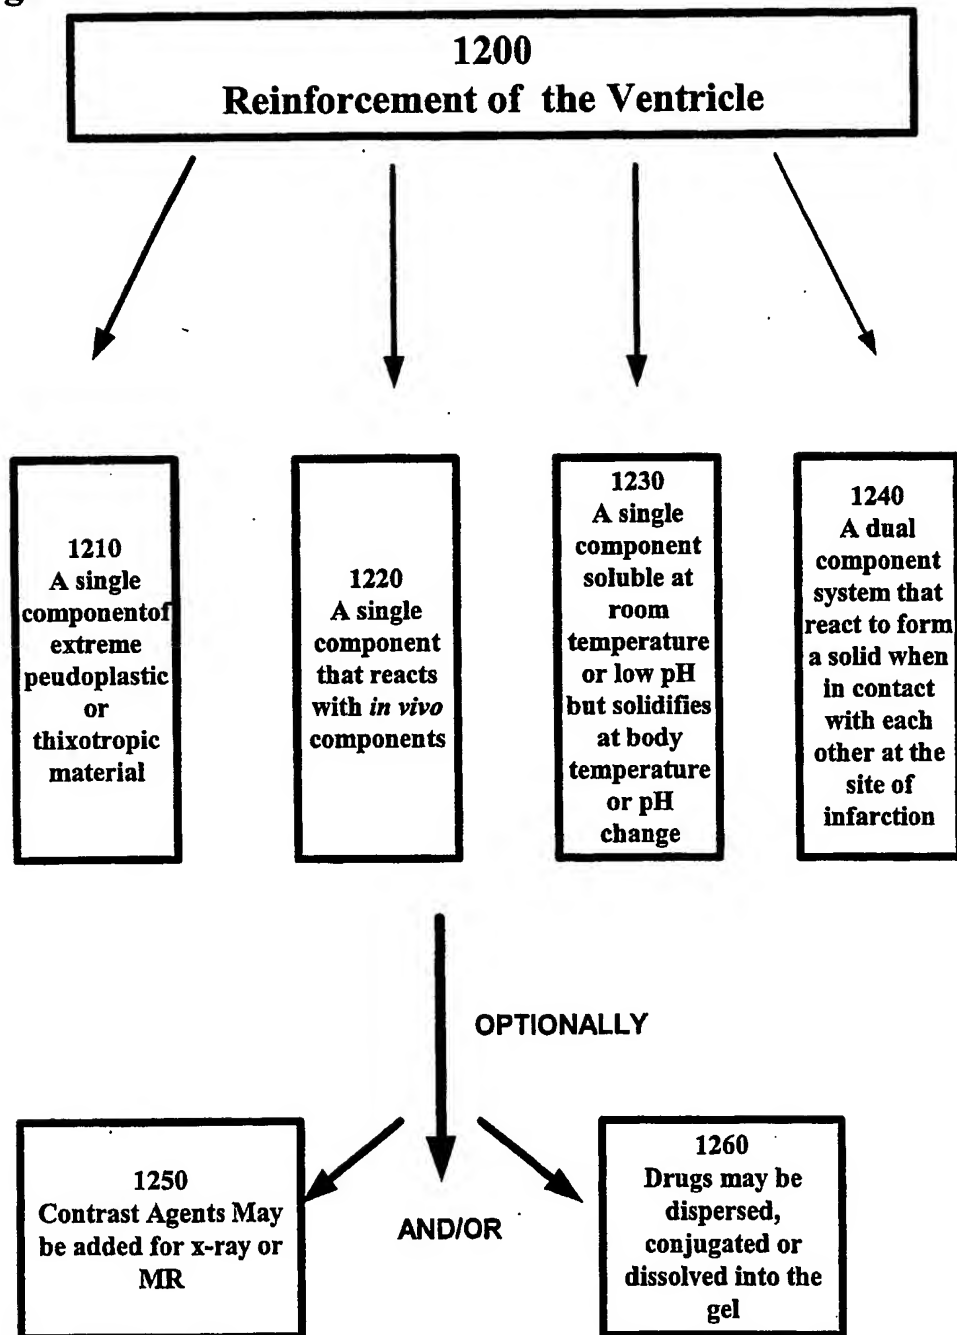 g
1200
Reinforcement of the Ventricle
1210
A single
componentof
extreme
peudoplastic
or
thixotropic
material
1220
A single
component
that reacts
with in vivo
components
1230
A single
component
soluble at
room
temperature
or low pH
but solidifies
at body
temperature
or pH
change
1240
A dual
component
system that
react to form
a solid when
in contact
with each
other at the
site of
infarction
OPTIONALLY
1250
Contrast Agents May
be added for x-ray or
MR
AND/OR
1260
Drugs may be
dispersed,
conjugated or
dissolved into the
gel